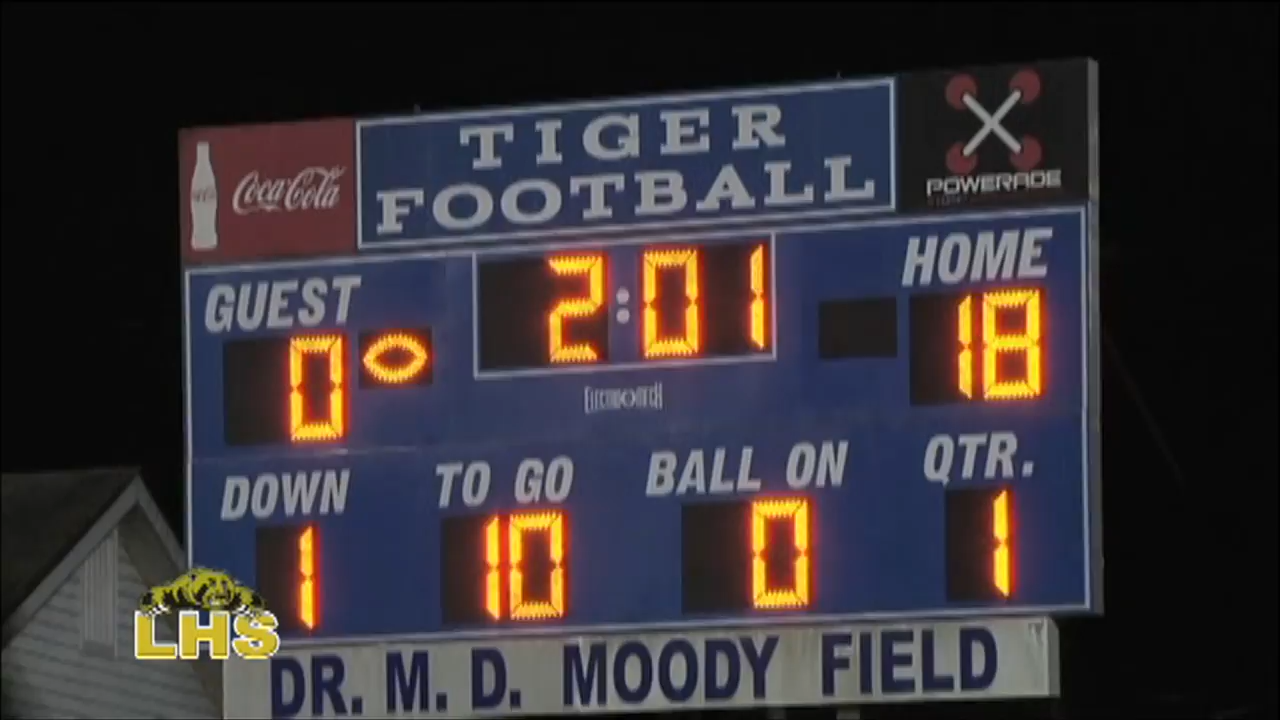 TIGER
FOOTBALL
Coca-Cola
POWERADE
GUEST
HOME
0
2:01
18
DOWN
TO GO
BALL ON
QTR.
1
10
0
1
LHS
DR. M. D. MOODY FIELD